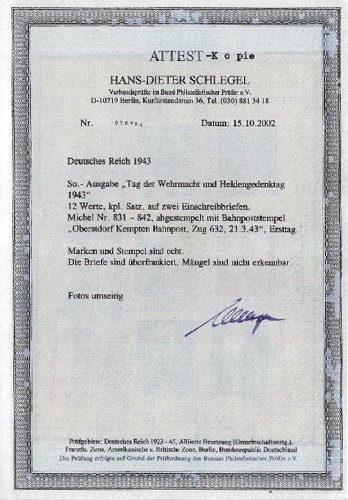 ATTEST -K o pie
HANS-DIETER SCHLEGEL
Verbandsprüfer im Bund Philatelistischer Prüfer e.V.
D-10719 Berlin, Kurfürstendamm 36, Tel. (030) 881 34 18
Nr. Datum: 15.10.2002
Deutsches Reich 1943
So.- Ausgabe „Tag der Wehrmacht und Heldengedenktag
1943“
12 Werte, kpl. Satz, auf zwei Einschreibbriefen.
Michel Nr. 831 - 842, abgestempelt mit Bahnpoststempel
„Oberstdorf Kempten Bahnpost, Zug 632, 21.3.43“, Ersttag.
Marken und Stempel sind echt.
Die Briefe sind überfrankiert, Mängel sind nicht erkennbar.
Fotos umseitig
Prüfgebiete: Deutsches Reich 1923 - 45, Alliierte Besetzung (Gemeinschaftsausg.),
Französ. Zone, Amerikanische u. Britische Zone, Berlin, Bundesrepublik Deutschland
Die Prüfung erfolgte auf Grund der Prüfordnung des Bundes Philatelistischer Prüfer e.V.